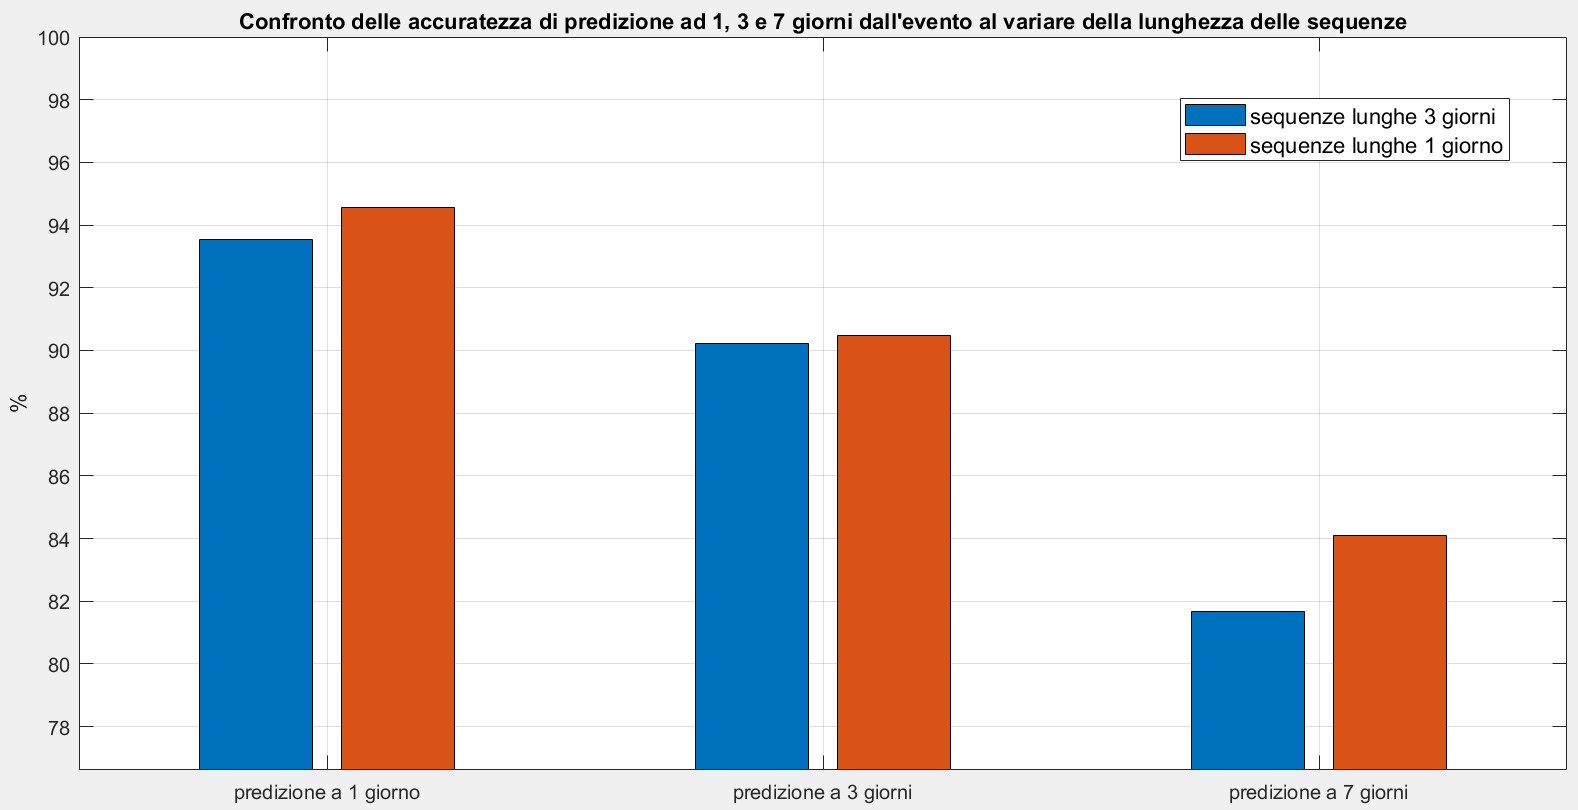 Confronto delle accuratezza di predizione ad 1, 3 e 7 giorni dall'evento al variare della lunghezza delle sequenze
100
98
96
94
92
90
88
86
84
82
80
78
%
sequenze lunghe 3 giorni
sequenze lunghe 1 giorno
predizione a 1 giorno
predizione a 3 giorni
predizione a 7 giorni